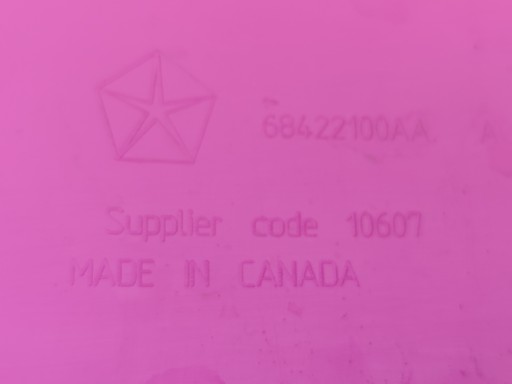 68422100AA A
Supplier code 10607
MADE IN CANADA